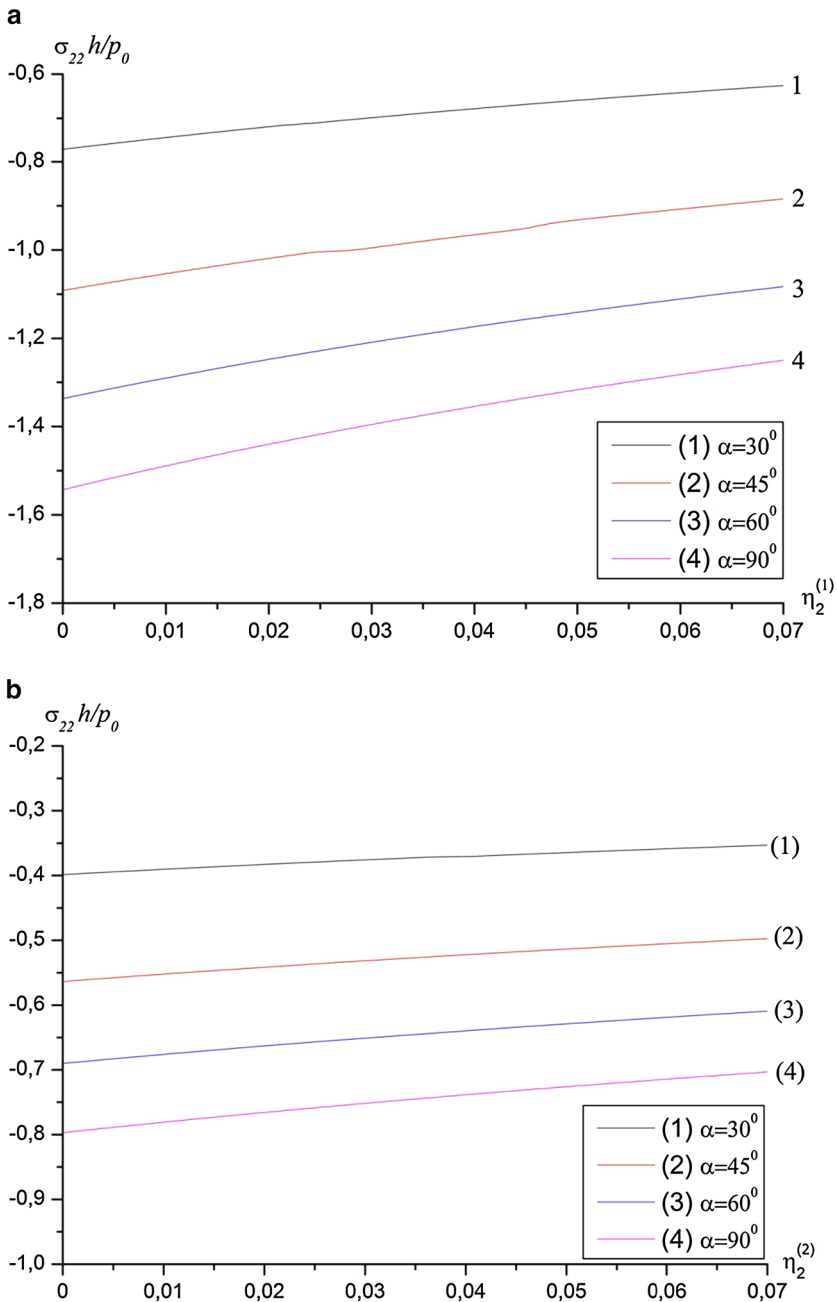 a
σ₂₂ h/p₀
-0,6
1
-0,8
2
-1,0
3
-1,2
4
-1,4
(1) α=30⁰
(2) α=45⁰
-1,6
(3) α=60⁰
(4) α=90⁰
-1,8
η₂⁽¹⁾
0 0,01 0,02 0,03 0,04 0,05 0,06 0,07
b
σ₂₂ h/p₀
-0,2
-0,3
(1)
-0,4
(2)
-0,5
-0,6
(3)
-0,7
(4)
-0,8
(1) α=30⁰
(2) α=45⁰
-0,9
(3) α=60⁰
(4) α=90⁰
-1,0
η₂⁽²⁾
0 0,01 0,02 0,03 0,04 0,05 0,06 0,07